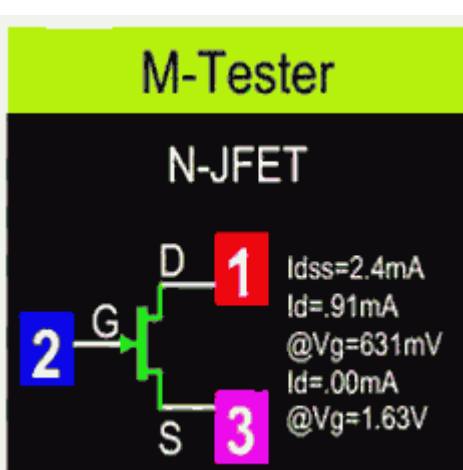 M-Tester
N-JFET
D
1
G
2
S
3
Idss=2.4mA
Id=.91mA
@Vg=631mV
Id=.00mA
@Vg=1.63V